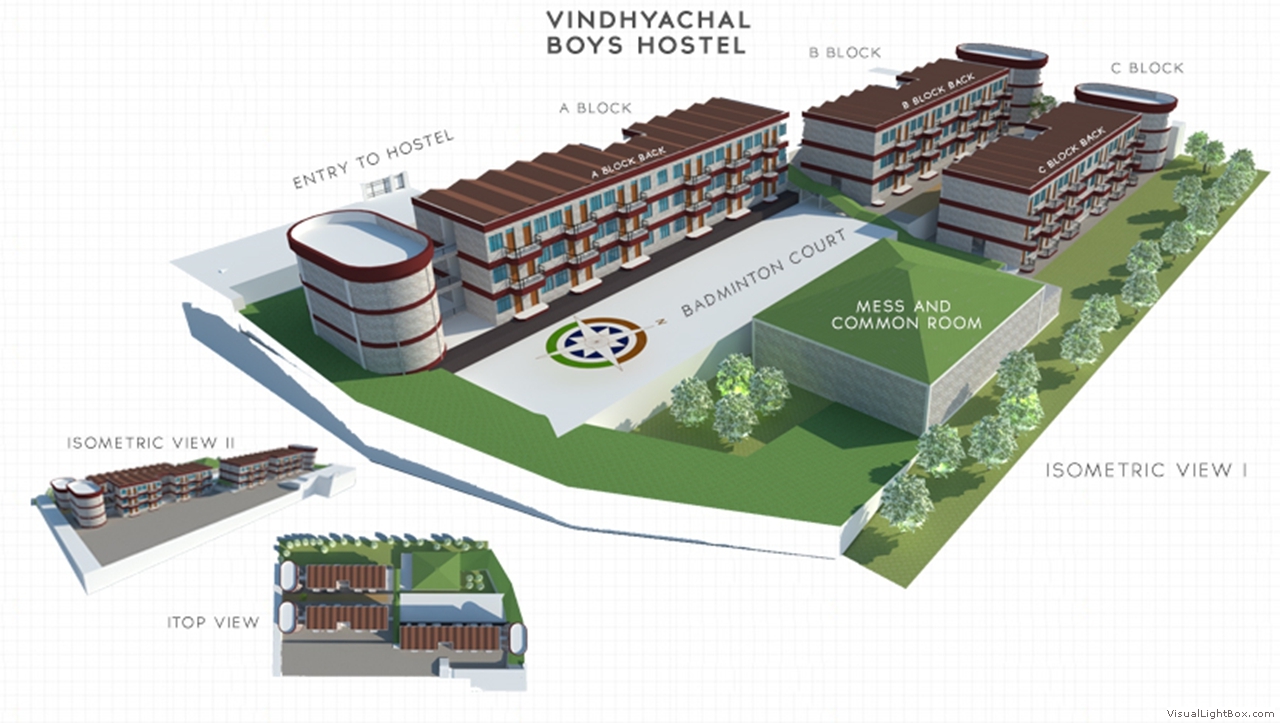 VINDHYACHAL
BOYS HOSTEL
B BLOCK
C BLOCK
A BLOCK
B BLOCK BACK
ENTRY TO HOSTEL
A BLOCK BACK
C BLOCK BACK
BADMINTON COURT
N
MESS AND
COMMON ROOM
ISOMETRIC VIEW II
ISOMETRIC VIEW I
ITOP VIEW
VisualLightBox.com